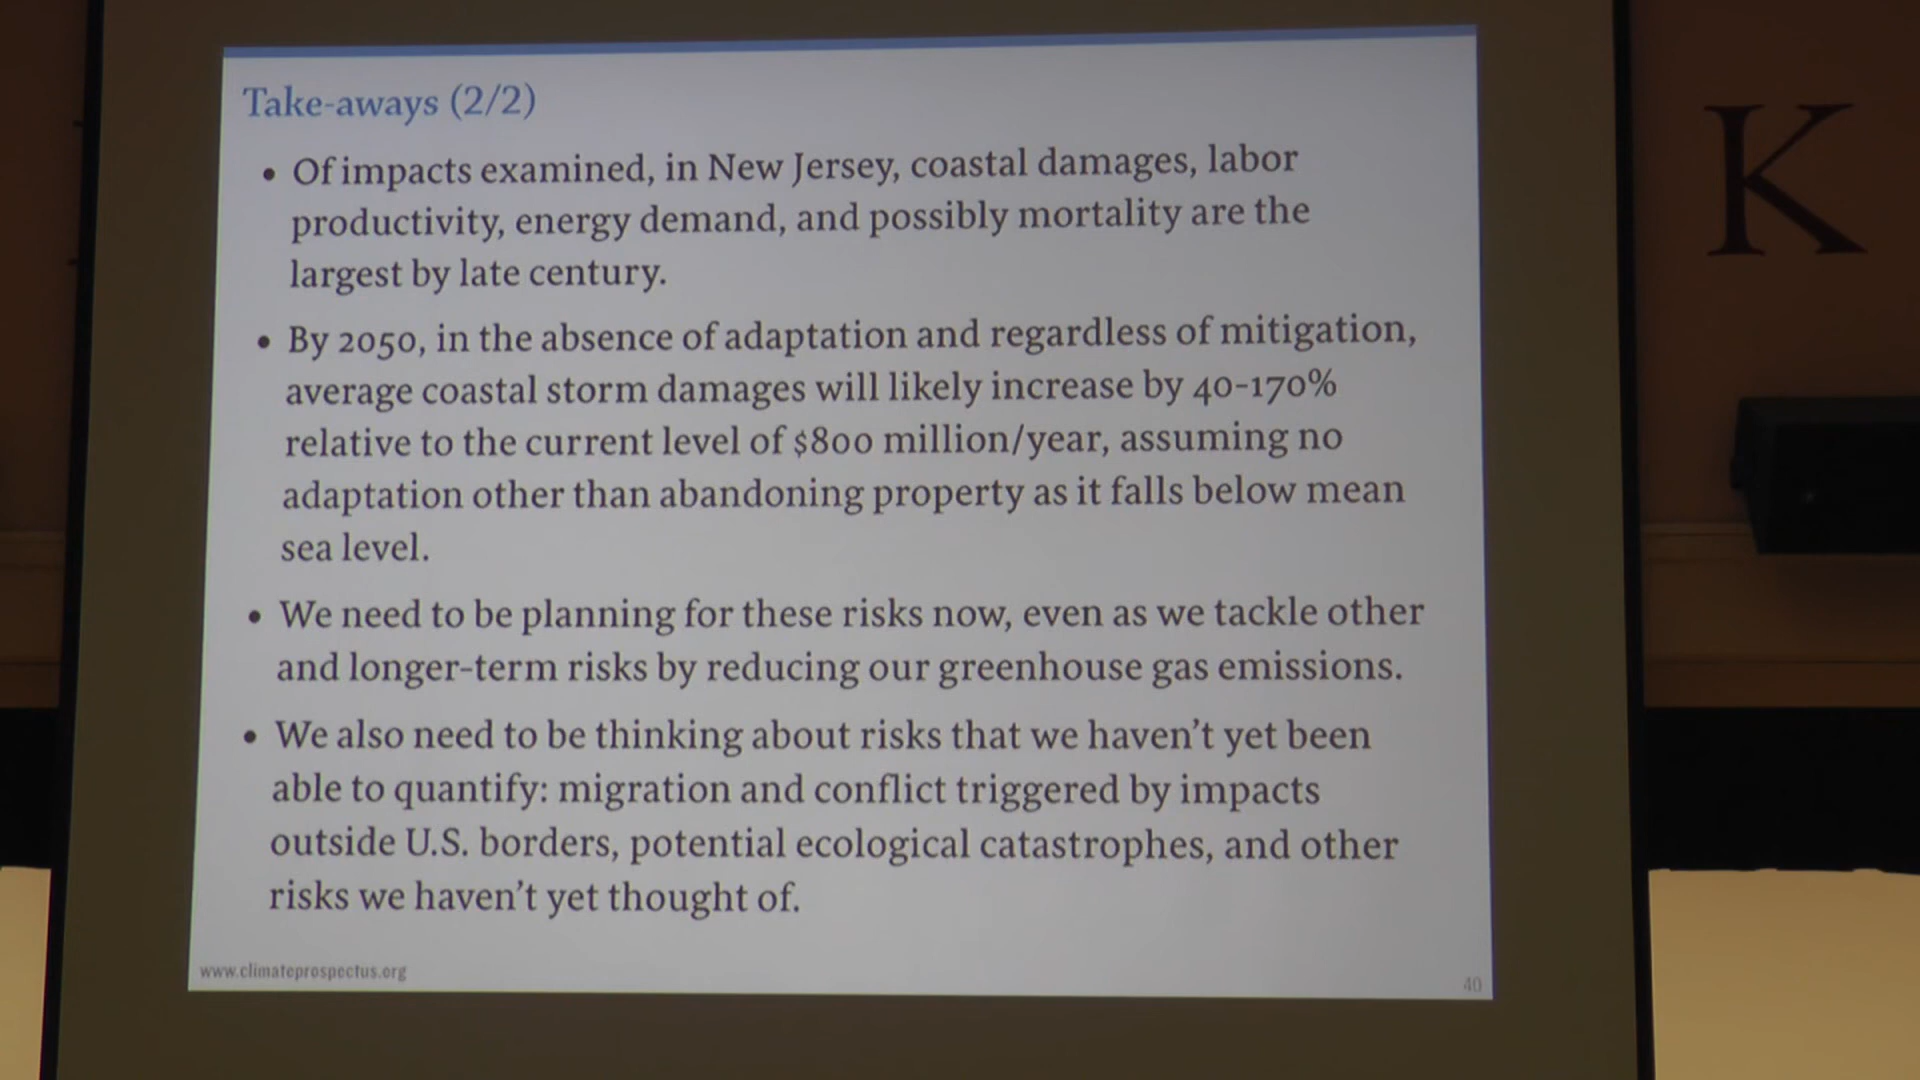 Take-aways (2/2)
• Of impacts examined, in New Jersey, coastal damages, labor
productivity, energy demand, and possibly mortality are the
largest by late century.
• By 2050, in the absence of adaptation and regardless of mitigation,
average coastal storm damages will likely increase by 40-170%
relative to the current level of $800 million/year, assuming no
adaptation other than abandoning property as it falls below mean
sea level.
• We need to be planning for these risks now, even as we tackle other
and longer-term risks by reducing our greenhouse gas emissions.
• We also need to be thinking about risks that we haven't yet been
able to quantify: migration and conflict triggered by impacts
outside U.S. borders, potential ecological catastrophes, and other
risks we haven't yet thought of.
www.climateprospectus.org
40
K